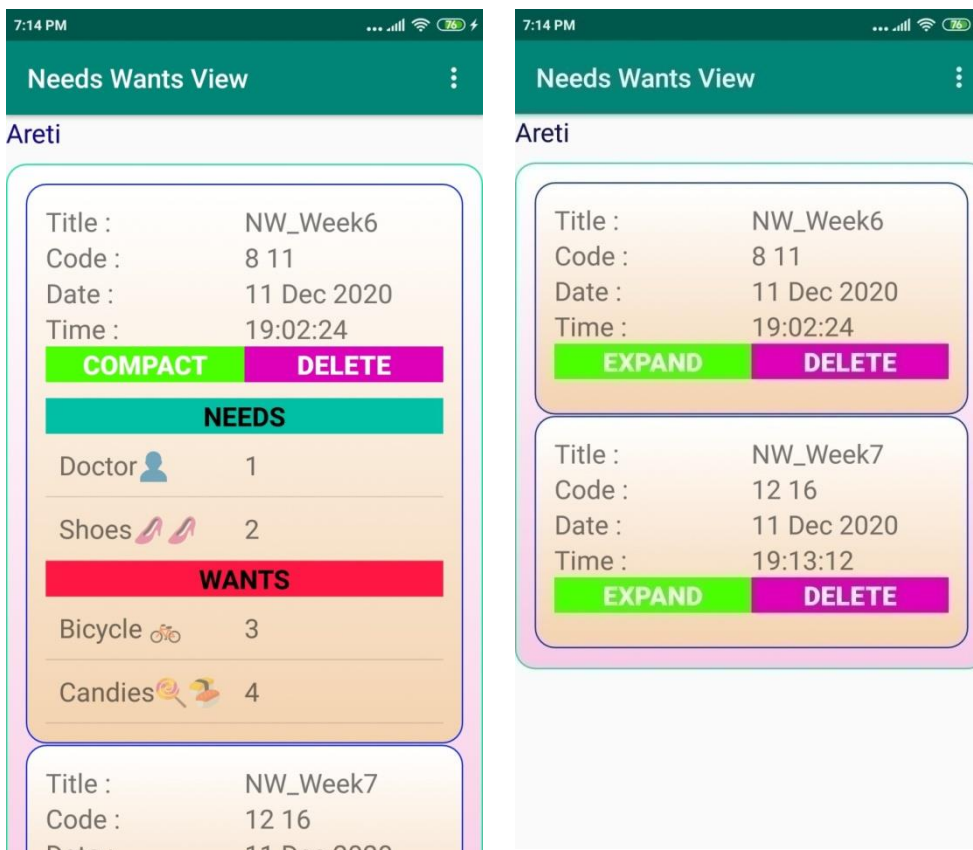 7:14 PM
76
Needs Wants View
Areti
Title : NW_Week6
Code : 8 11
Date : 11 Dec 2020
Time : 19:02:24
COMPACT DELETE
NEEDS
Doctor 1
Shoes 2
WANTS
Bicycle 3
Candies 4
Title : NW_Week7
Code : 12 16
7:14 PM
76
Needs Wants View
Areti
Title : NW_Week6
Code : 8 11
Date : 11 Dec 2020
Time : 19:02:24
EXPAND DELETE
Title : NW_Week7
Code : 12 16
Date : 11 Dec 2020
Time : 19:13:12
EXPAND DELETE